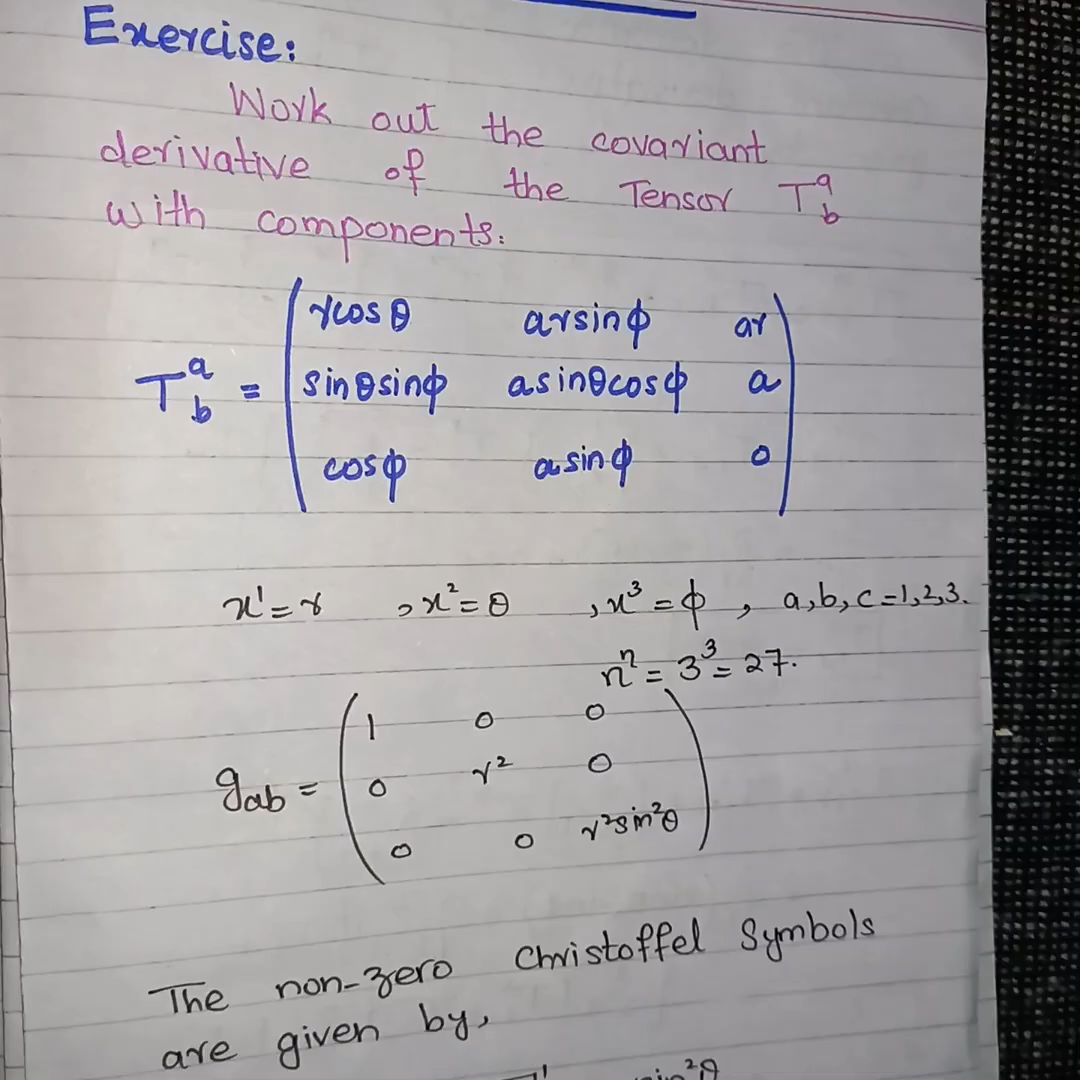 Exercise:
Work out the covariant
derivative of the Tensor T^a_b
with components.
T^a_b = ( rcosθ arsinϕ ar
sinθsinϕ asinθcosϕ a
cosϕ asinϕ 0 )
x¹ = r , x² = θ , x³ = ϕ , a, b, c = 1, 2, 3.
n^n = 3³ = 27.
g_ab = ( 1 0 0
0 r² 0
0 0 r²sin²θ )
The non-zero Christoffel Symbols
are given by,